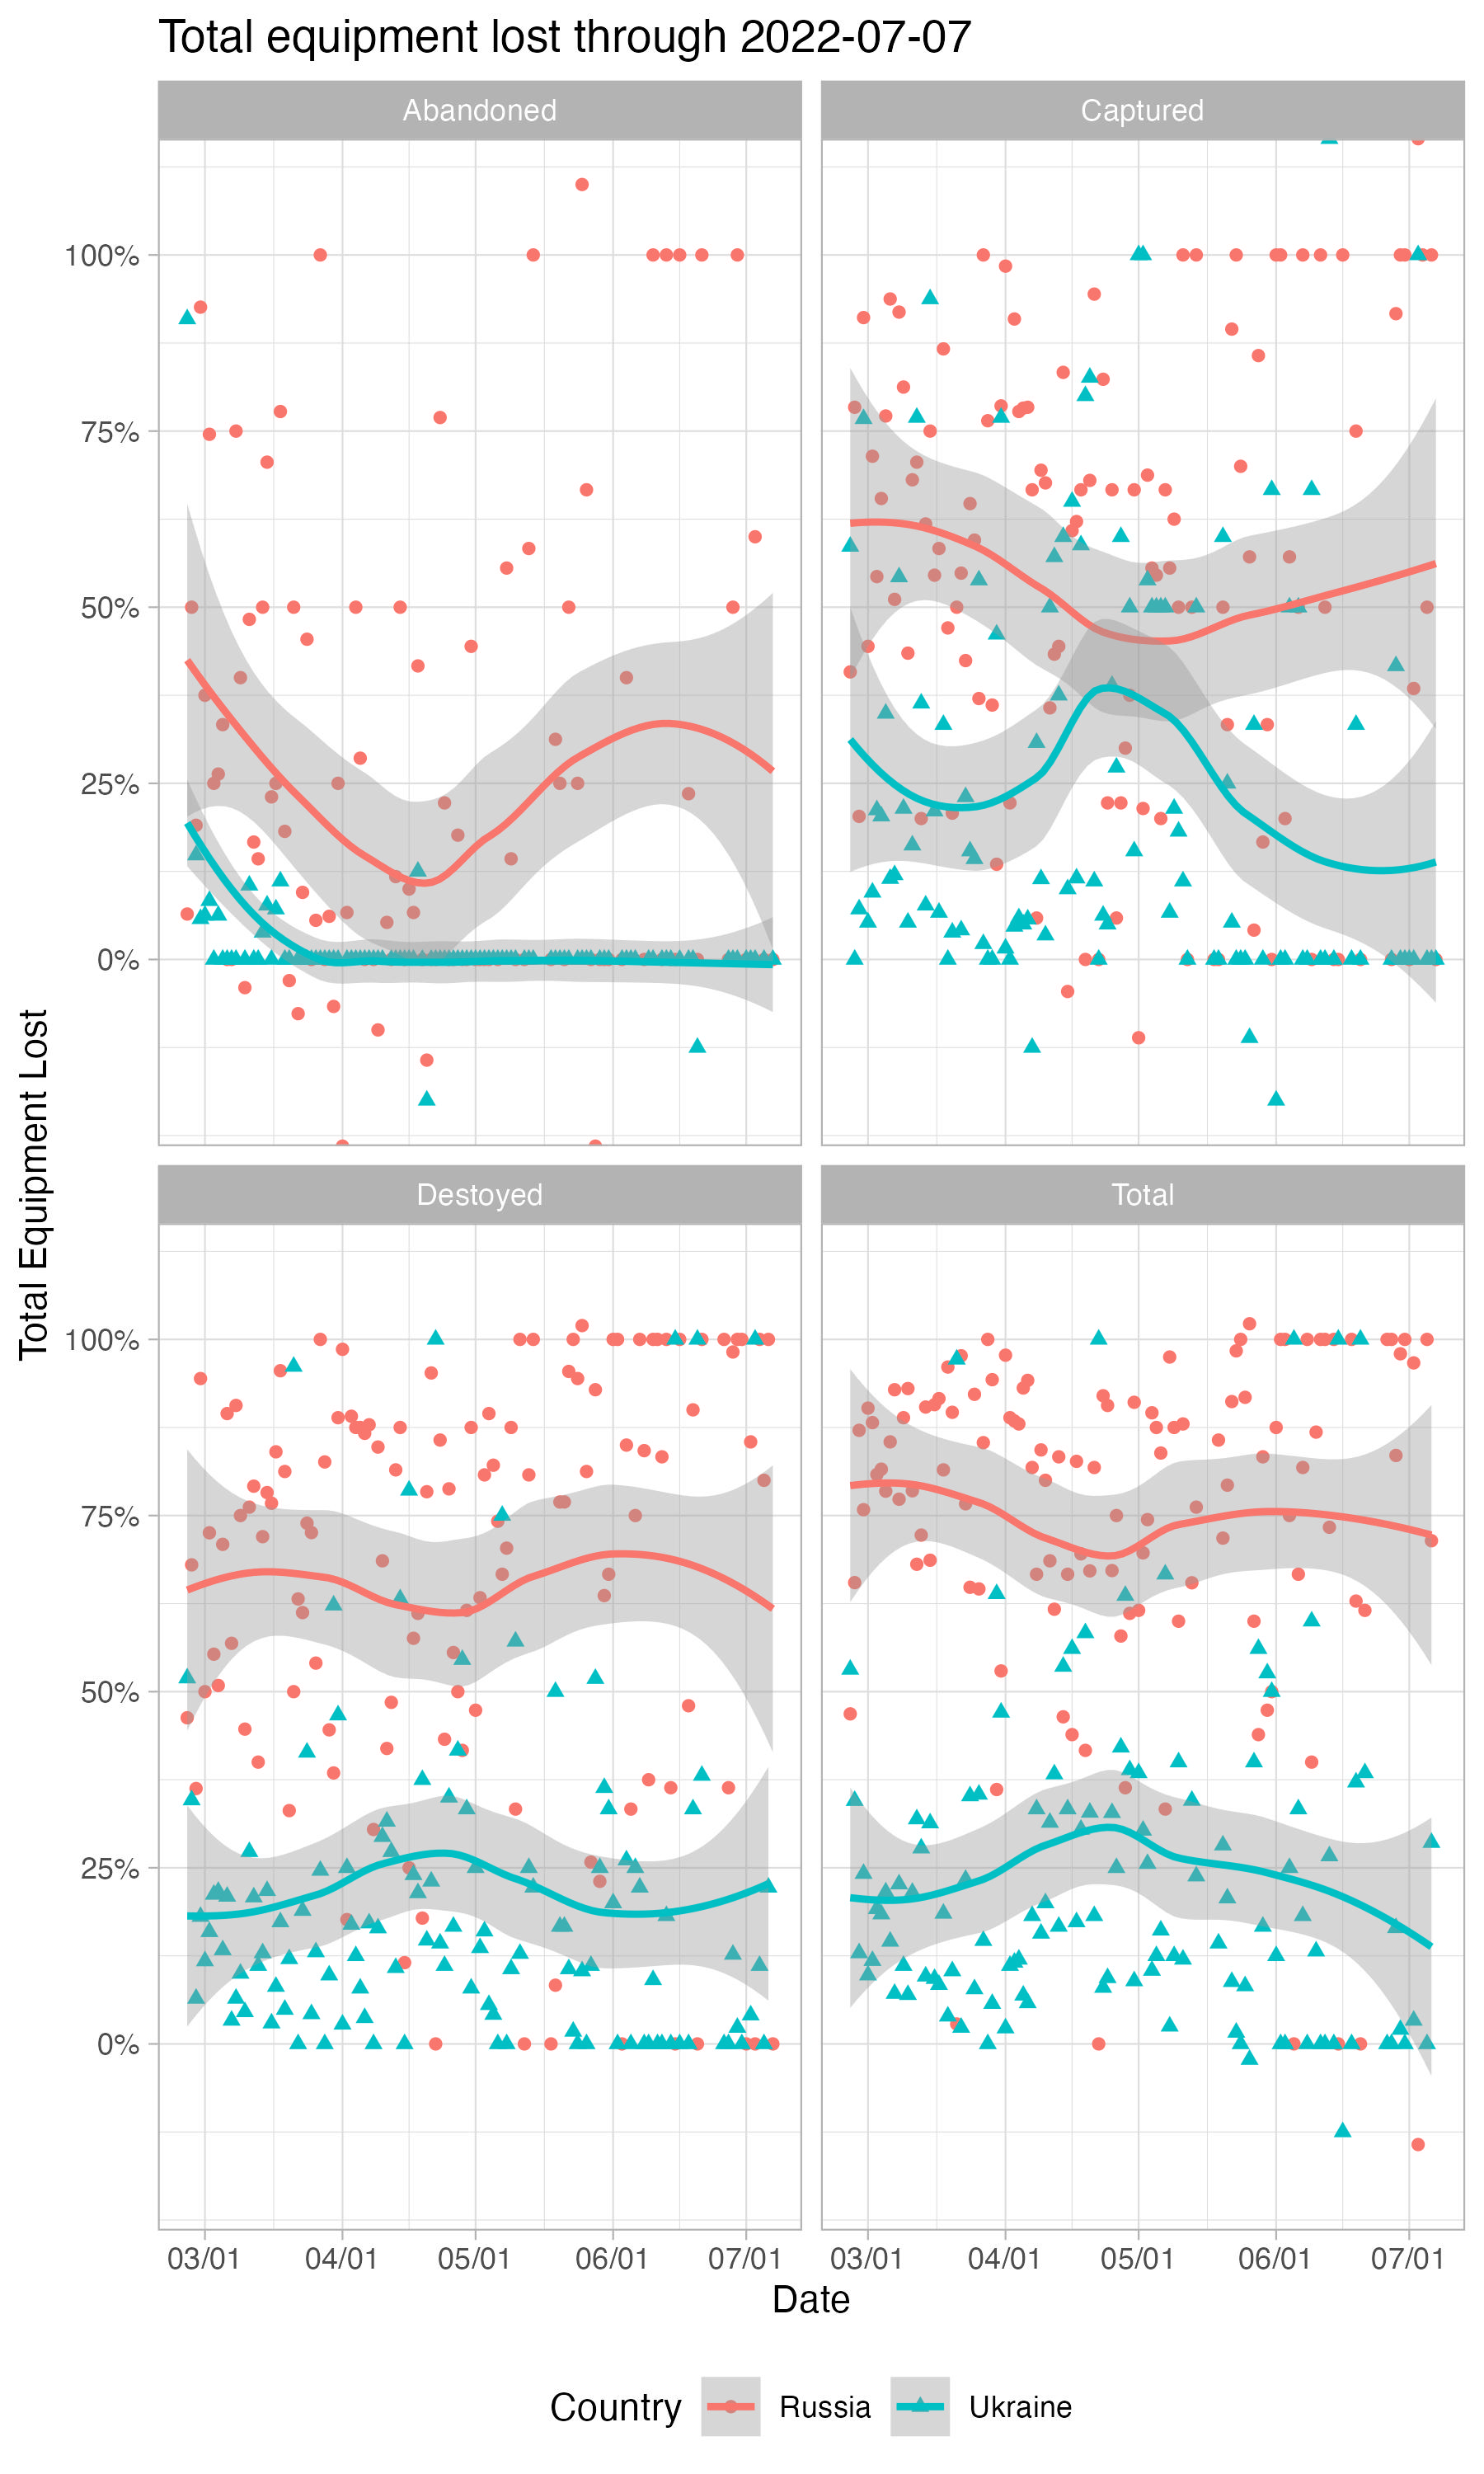 Total equipment lost through 2022-07-07
Abandoned
Captured
100%
75%
50%
25%
0%
Total Equipment Lost
Destoyed
Total
100%
75%
50%
25%
0%
03/01 04/01 05/01 06/01 07/01
03/01 04/01 05/01 06/01 07/01
Date
Country Russia Ukraine